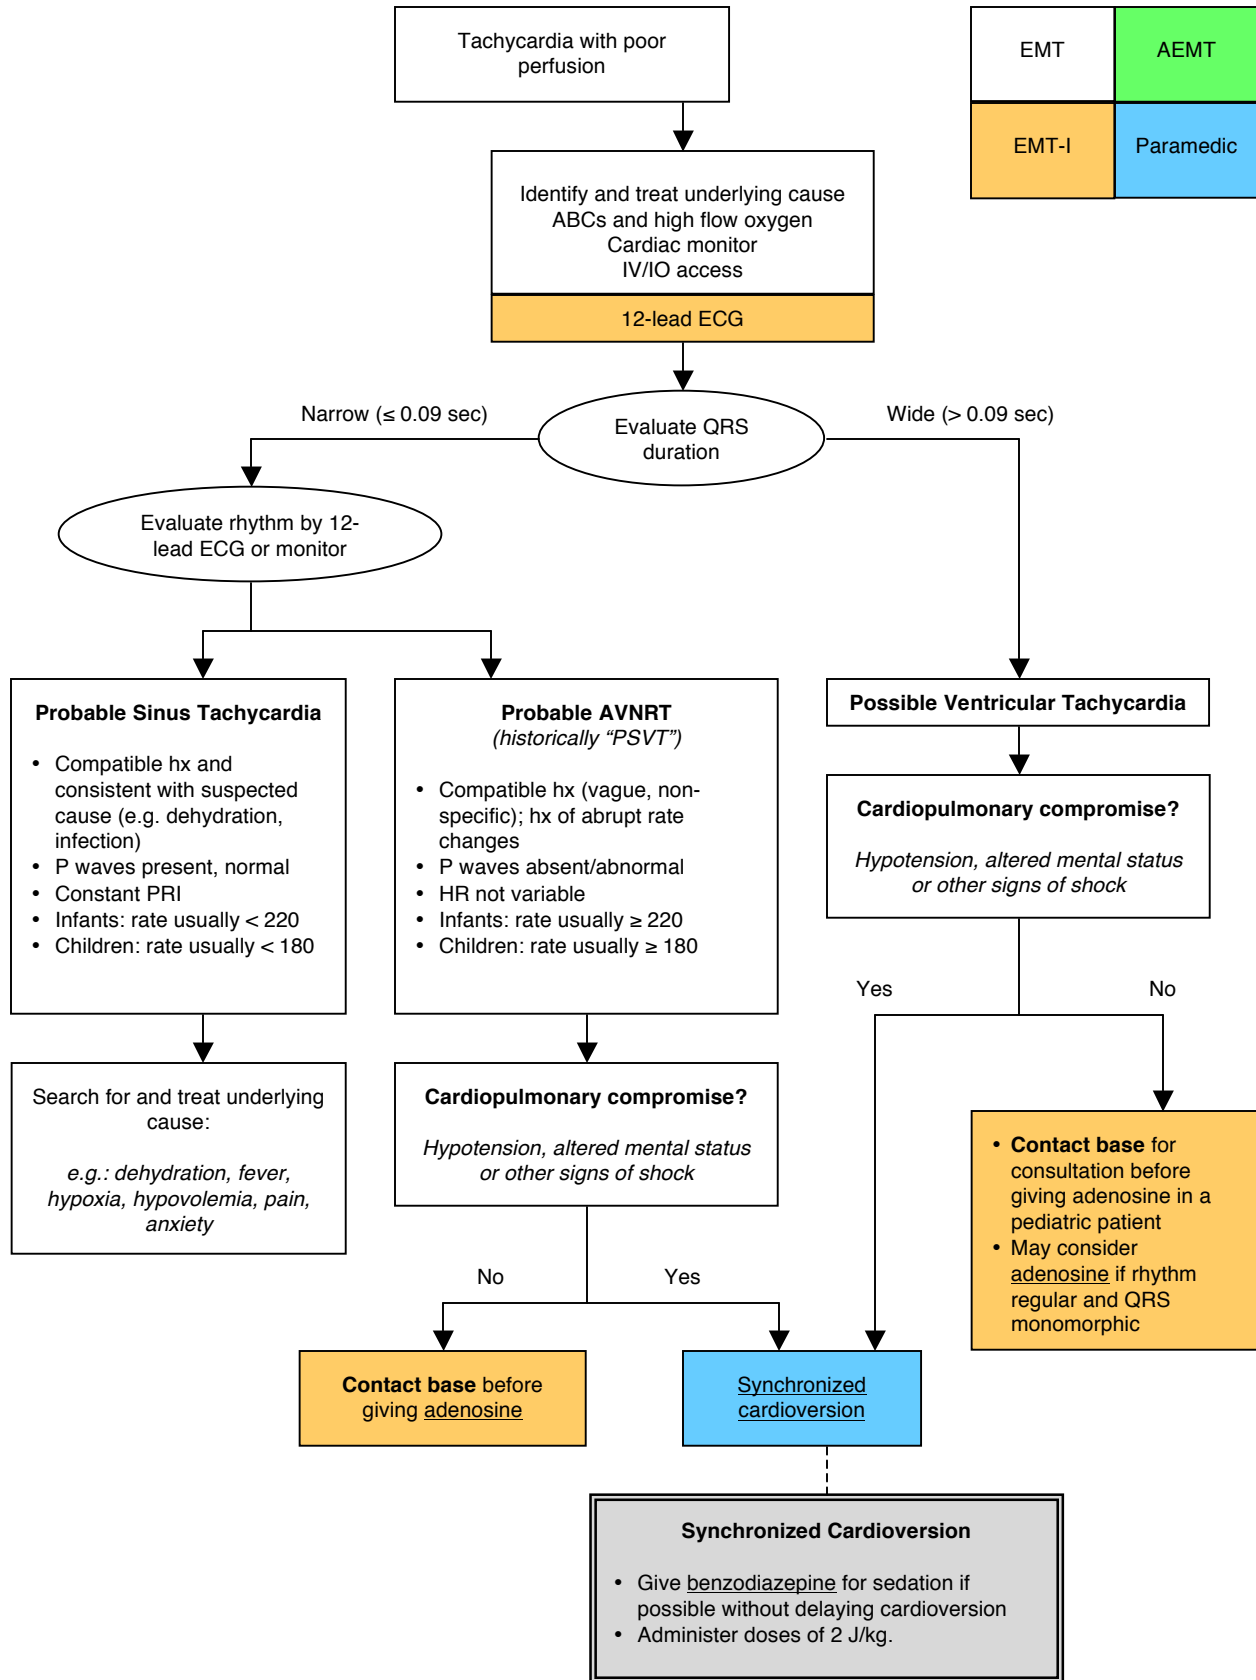 Tachycardia with poor
perfusion
EMT
AEMT
EMT-I
Paramedic
Identify and treat underlying cause
ABCs and high flow oxygen
Cardiac monitor
IV/IO access
12-lead ECG
Narrow (≤ 0.09 sec)
Evaluate QRS
duration
Wide (> 0.09 sec)
Evaluate rhythm by 12-
lead ECG or monitor
Probable Sinus Tachycardia
• Compatible hx and
consistent with suspected
cause (e.g. dehydration,
infection)
• P waves present, normal
• Constant PRI
• Infants: rate usually < 220
• Children: rate usually < 180
Probable AVNRT
(historically “PSVT”)
• Compatible hx (vague, non-
specific); hx of abrupt rate
changes
• P waves absent/abnormal
• HR not variable
• Infants: rate usually ≥ 220
• Children: rate usually ≥ 180
Possible Ventricular Tachycardia
Cardiopulmonary compromise?
Hypotension, altered mental status
or other signs of shock
Yes
No
Search for and treat underlying
cause:
e.g.: dehydration, fever,
hypoxia, hypovolemia, pain,
anxiety
Cardiopulmonary compromise?
Hypotension, altered mental status
or other signs of shock
No
Yes
• Contact base for
consultation before
giving adenosine in a
pediatric patient
• May consider
adenosine if rhythm
regular and QRS
monomorphic
Contact base before
giving adenosine
Synchronized
cardioversion
Synchronized Cardioversion
• Give benzodiazepine for sedation if
possible without delaying cardioversion
• Administer doses of 2 J/kg.